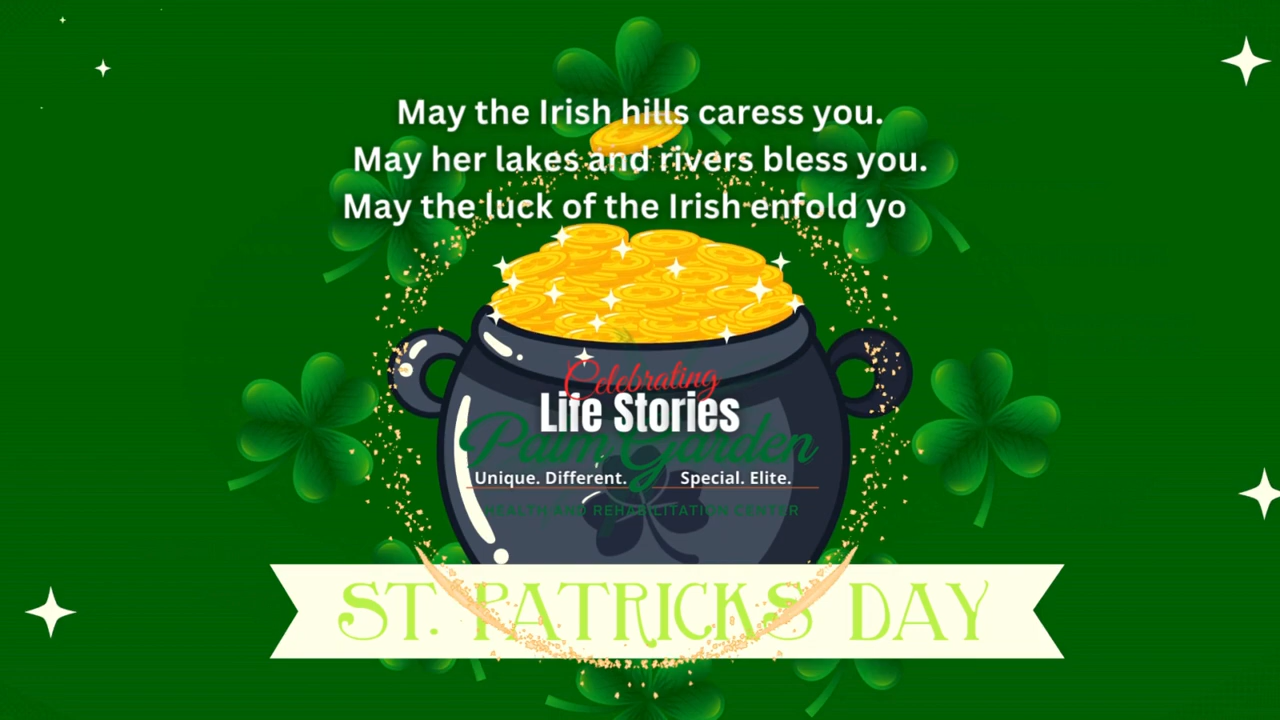 May the Irish hills caress you.
May her lakes and rivers bless you.
May the luck of the Irish enfold yo
Celebrating
Life Stories
Palm Garden
Unique. Different. Special. Elite.
HEALTH AND REHABILITATION CENTER
ST. PATRICKS DAY